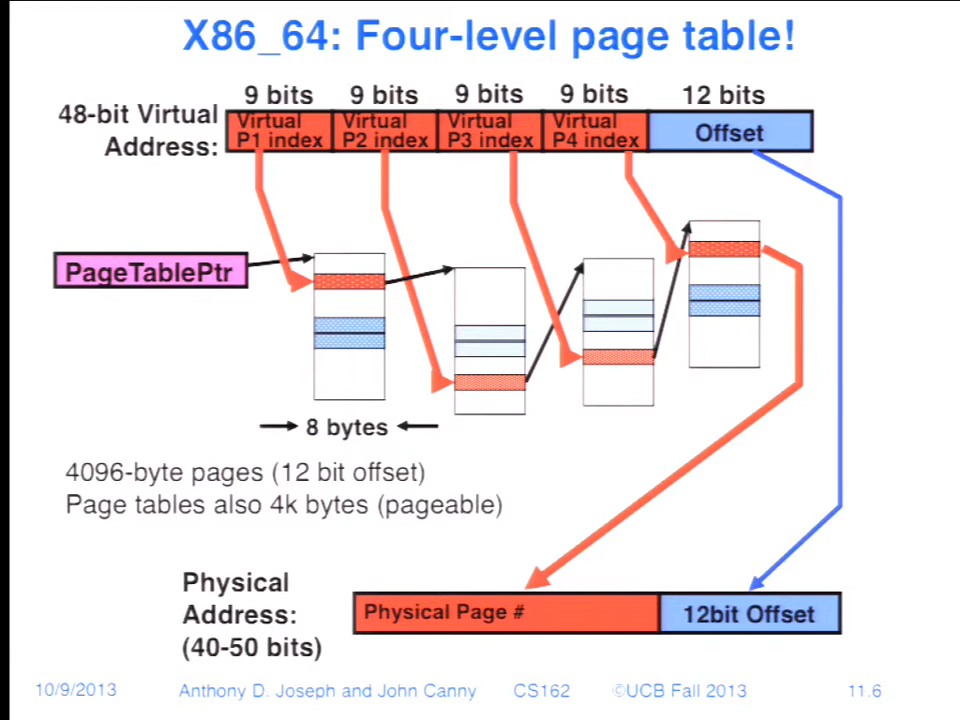 X86_64: Four-level page table!
9 bits 9 bits 9 bits 9 bits 12 bits
48-bit Virtual
Address:
Virtual
P1 index
Virtual
P2 index
Virtual
P3 index
Virtual
P4 index
Offset
PageTablePtr
8 bytes
4096-byte pages (12 bit offset)
Page tables also 4k bytes (pageable)
Physical
Address:
(40-50 bits)
Physical Page #
12bit Offset
10/9/2013 Anthony D. Joseph and John Canny CS162 ©UCB Fall 2013 11.6